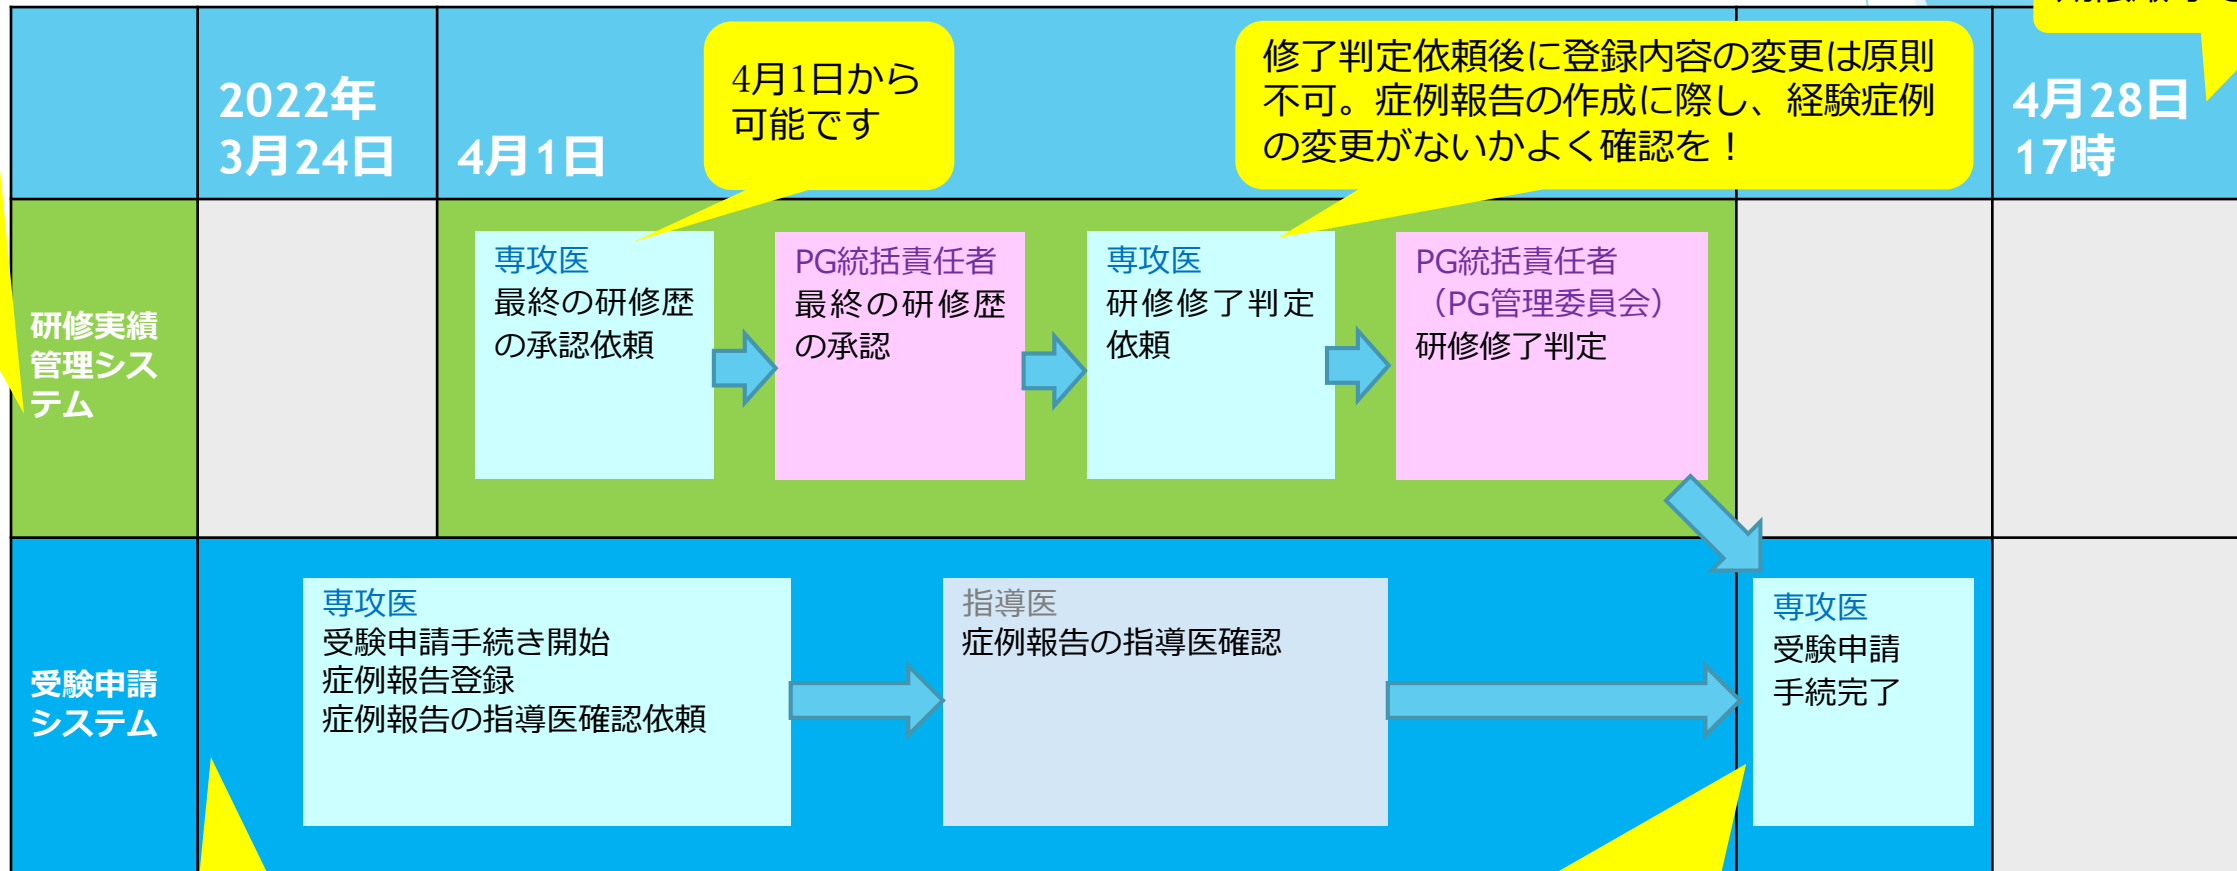 2022年
3月24日
4月1日
4月1日から
可能です
修了判定依頼後に登録内容の変更は原則
不可。症例報告の作成に際し、経験症例
の変更がないかよく確認を！
4月28日
17時
研修実績
管理シス
テム
専攻医
最終の研修歴
の承認依頼
PG統括責任者
最終の研修歴
の承認
専攻医
研修修了判定
依頼
PG統括責任者
（PG管理委員会）
研修修了判定
受験申請
システム
専攻医
受験申請手続き開始
症例報告登録
症例報告の指導医確認依頼
指導医
症例報告の指導医確認
専攻医
受験申請
手続完了